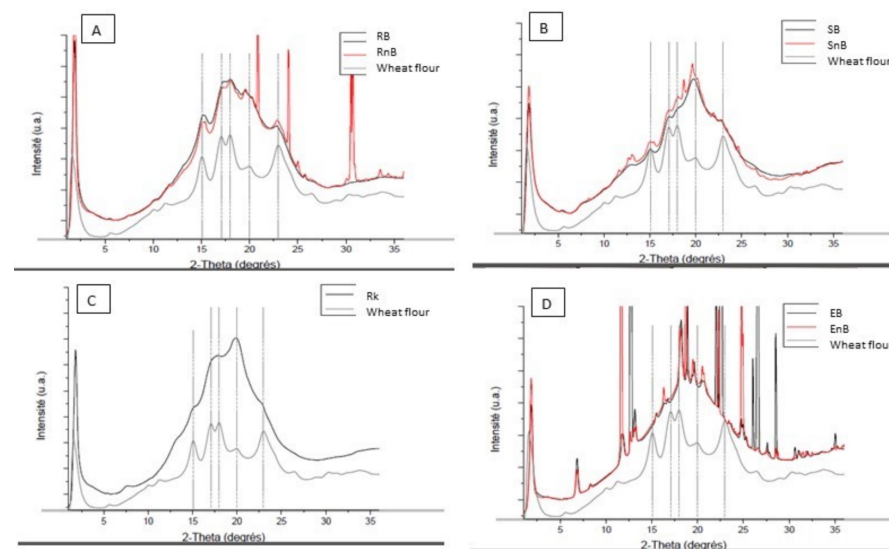 A
RB
RnB
Wheat flour
Intensité (u.a.)
5 10 15 20 25 30 35
2-Theta (degrés)
B
SB
SnB
Wheat flour
Intensité (u.a.)
5 10 15 20 25 30 35
2-Theta (degrés)
C
Rk
Wheat flour
Intensité (u.a.)
5 10 15 20 25 30 35
2-Theta (degrés)
D
EB
EnB
Wheat flour
Intensité (u.a.)
5 10 15 20 25 30 35
2-Theta (degrés)